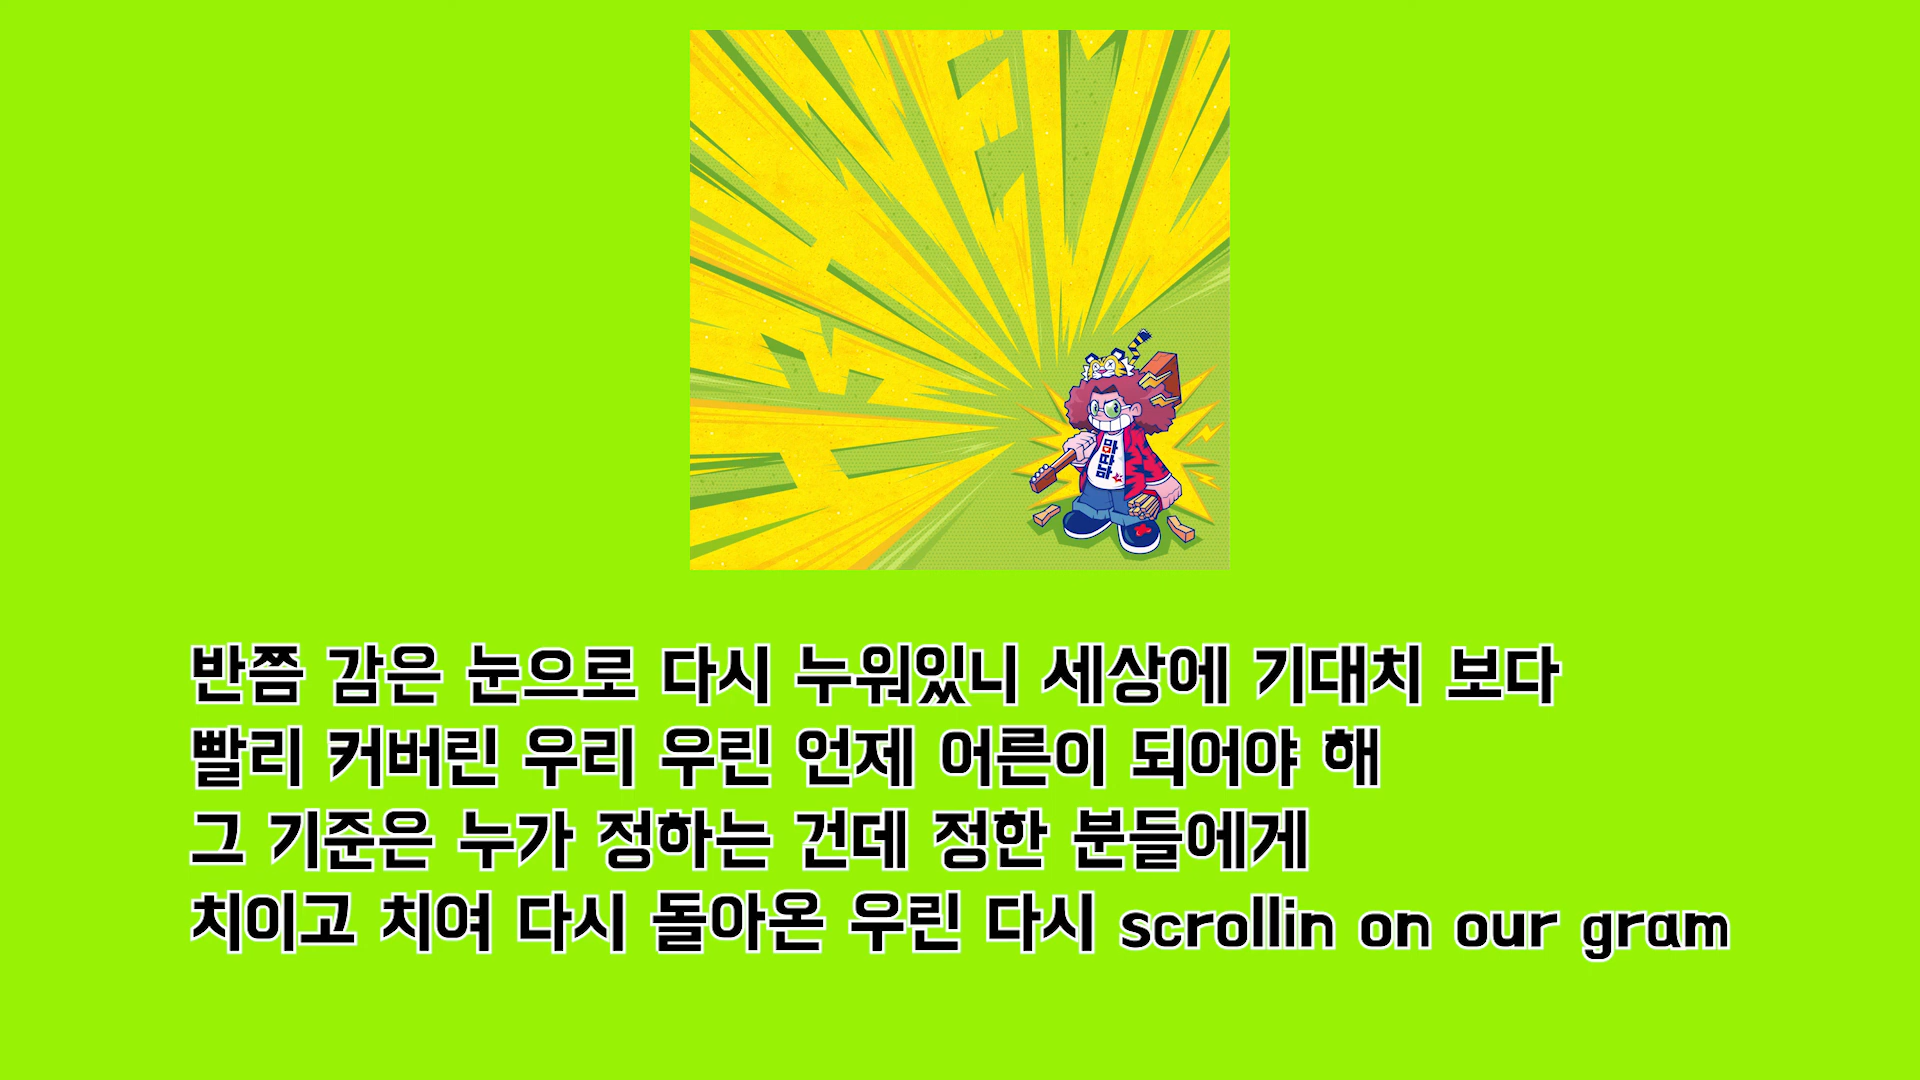 마따마
반쯤 감은 눈으로 다시 누워있니 세상에 기대치 보다
빨리 커버린 우리 우린 언제 어른이 되어야 해
그 기준은 누가 정하는 건데 정한 분들에게
치이고 치여 다시 돌아온 우린 다시 scrollin on our gram